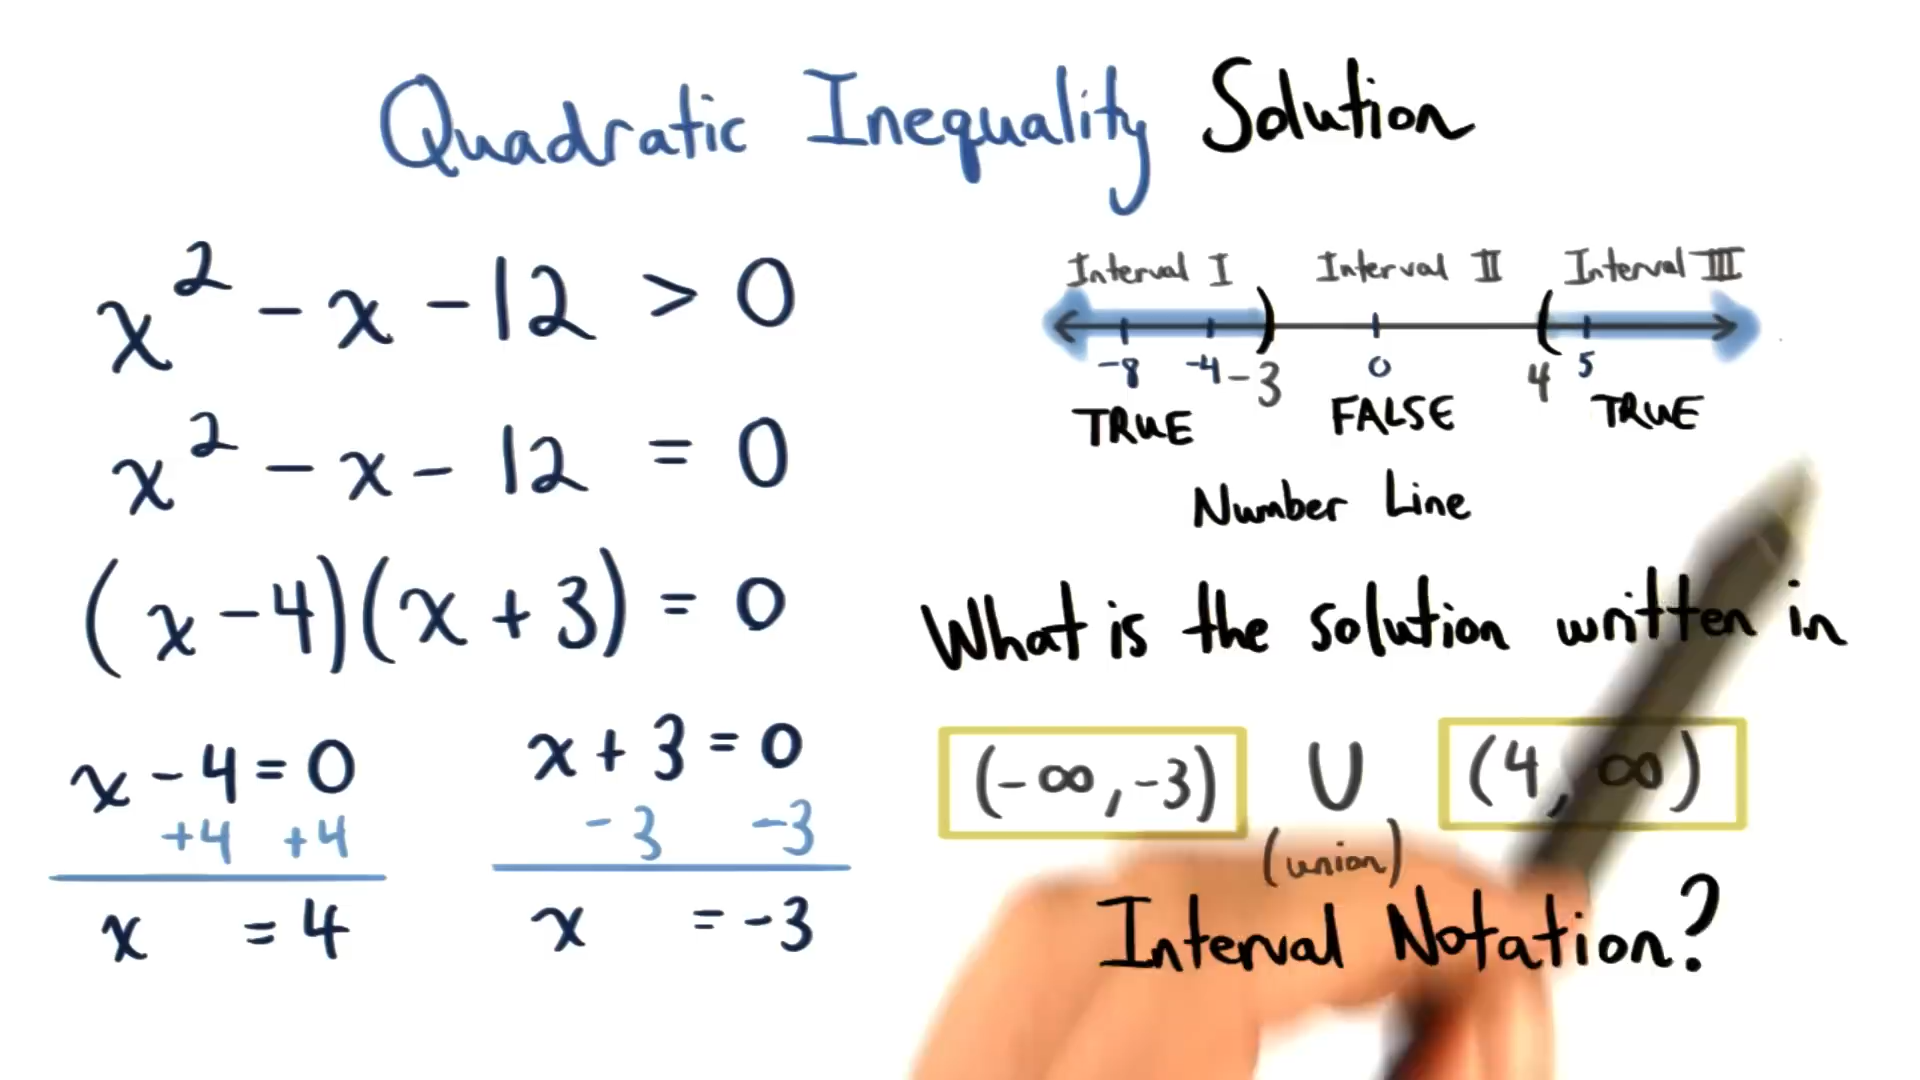 Quadratic Inequality Solution
x² - x - 12 > 0
x² - x - 12 = 0
(x - 4)(x + 3) = 0
x - 4 = 0
+4 +4
x = 4
x + 3 = 0
-3 -3
x = -3
Interval I Interval II Interval III
-8 -4 -3 0 4 5
TRUE FALSE TRUE
Number Line
What is the solution written in
(-∞, -3) ∪ (4, ∞)
(union)
Interval Notation?